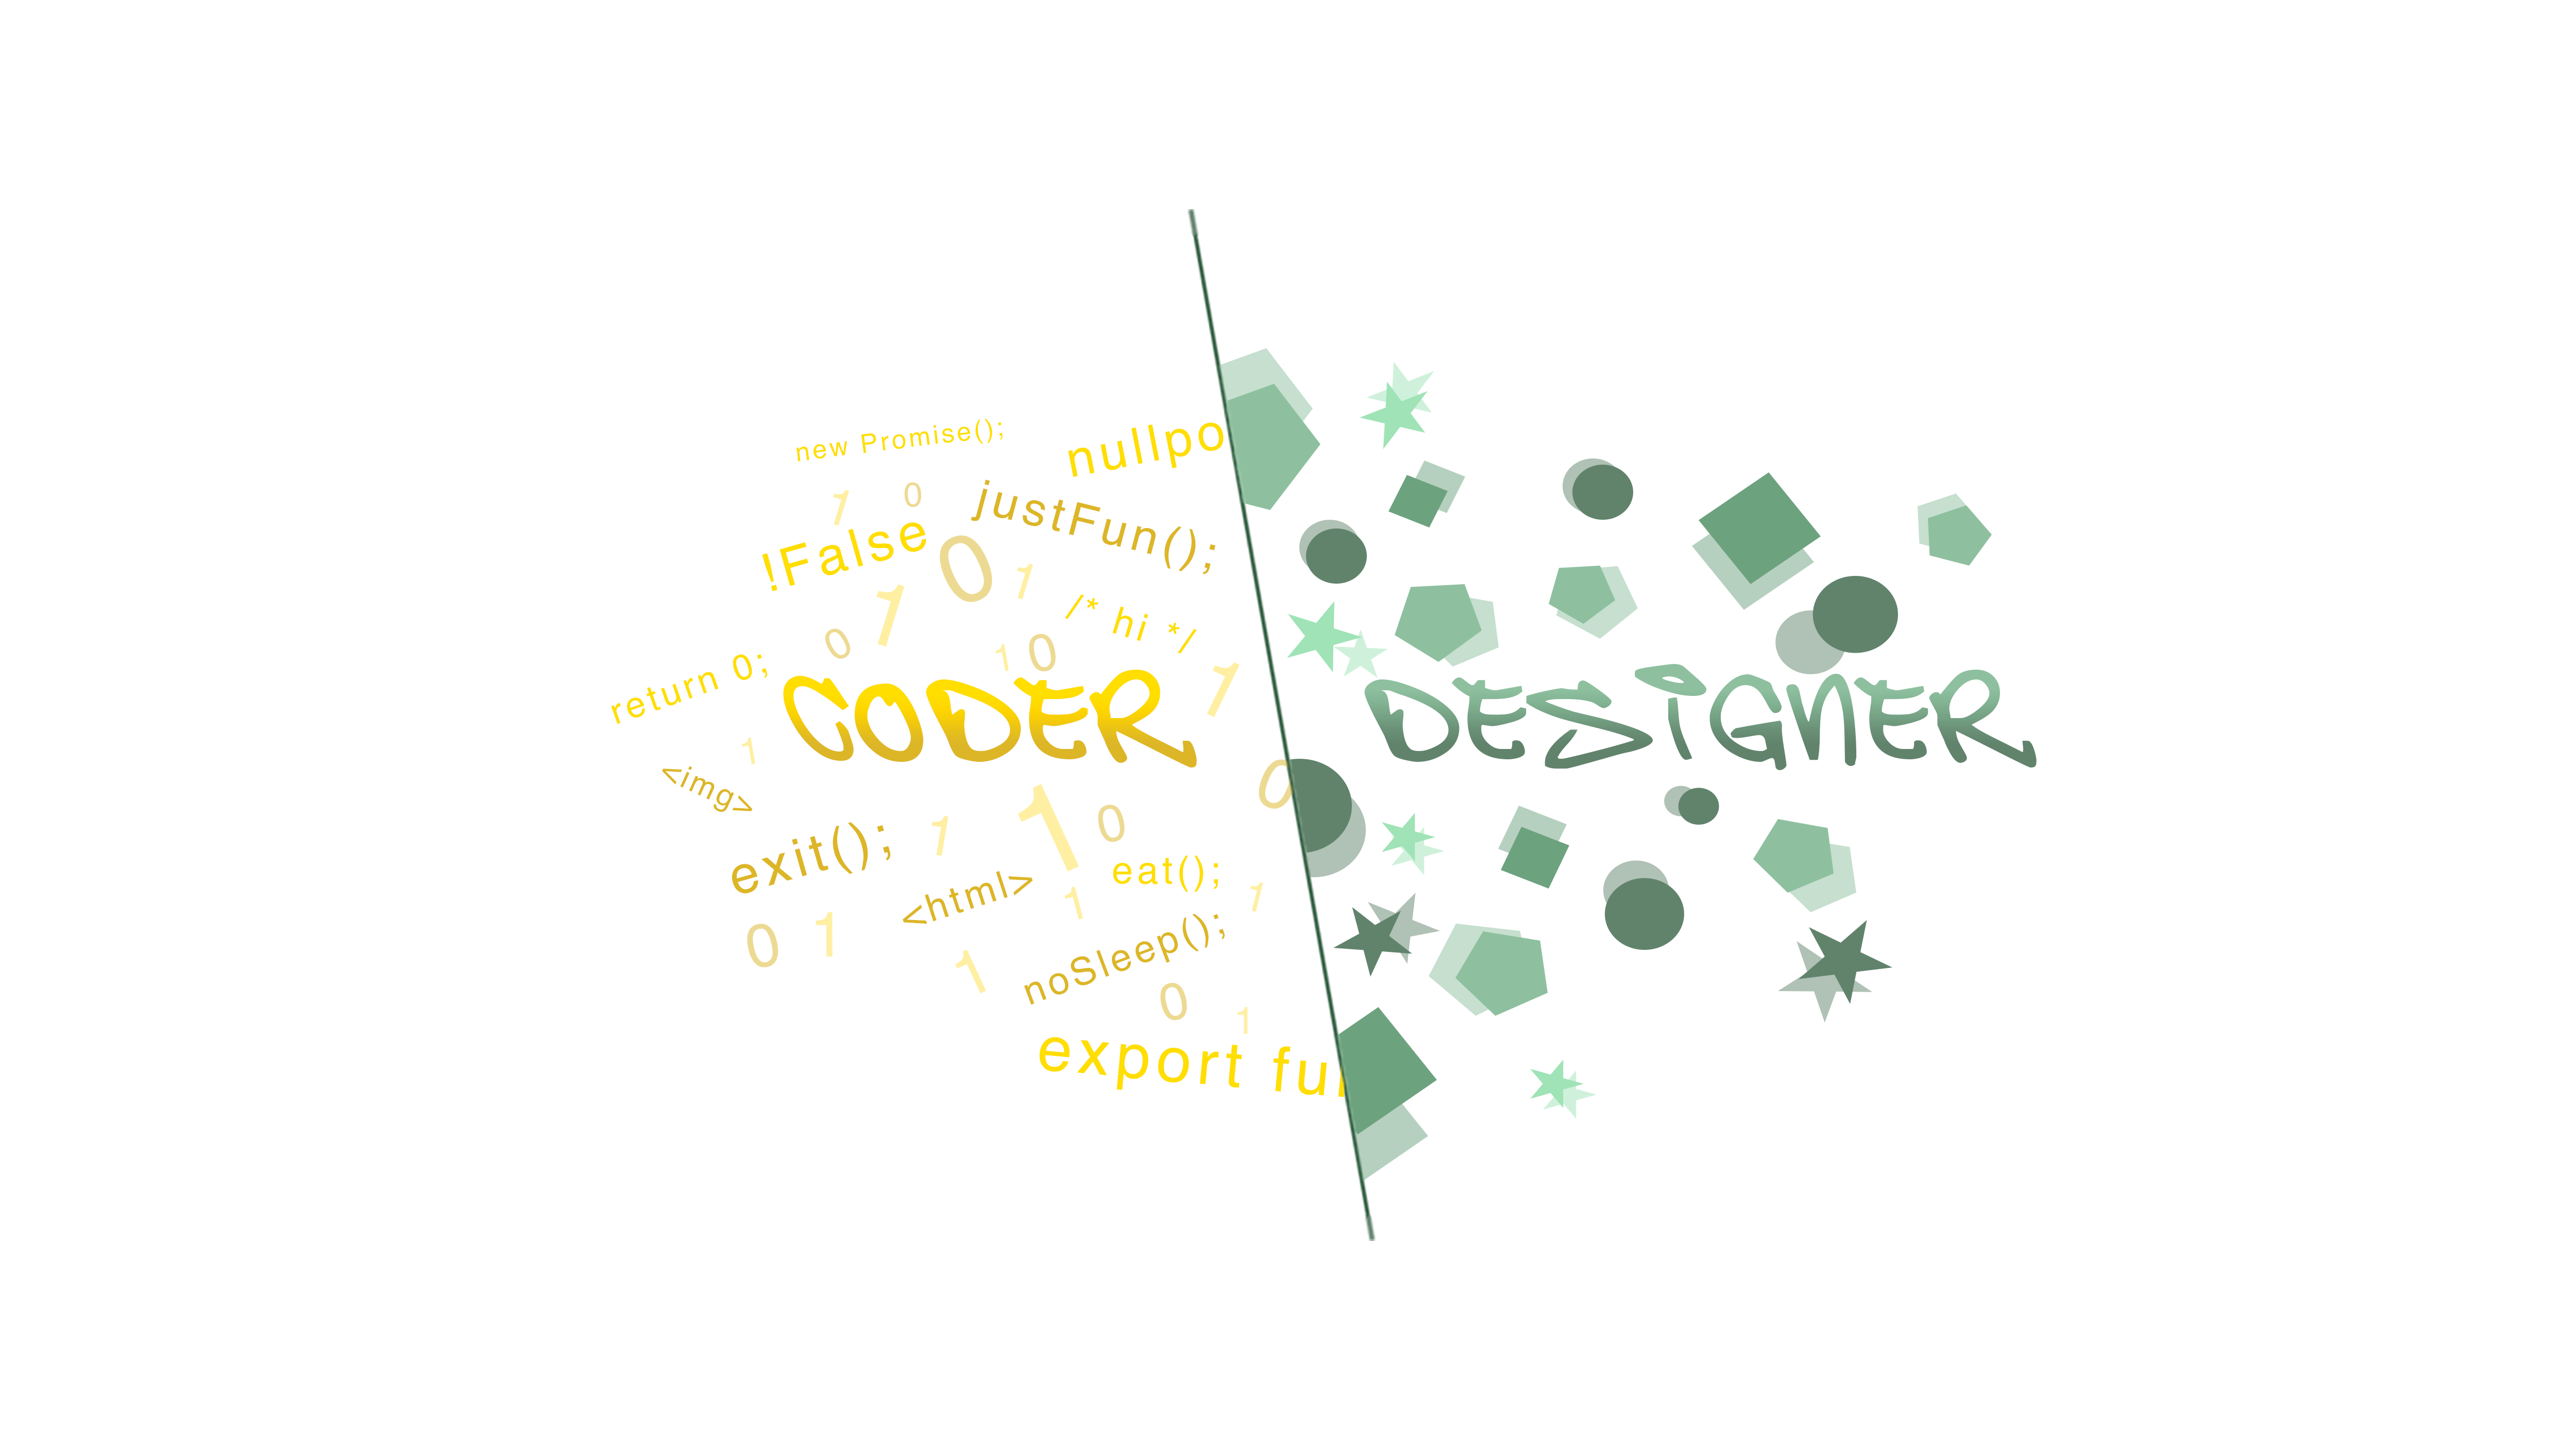 new Promise();
nullpo
1
0
justFun();
!False
0
1
1
/* hi */
0
1
0
return 0;
1
CODER
DESIGNER
1
<img>
0
1
0
1
exit();
eat();
<html>
1
1
0
1
noSleep();
1
0
1
export fu